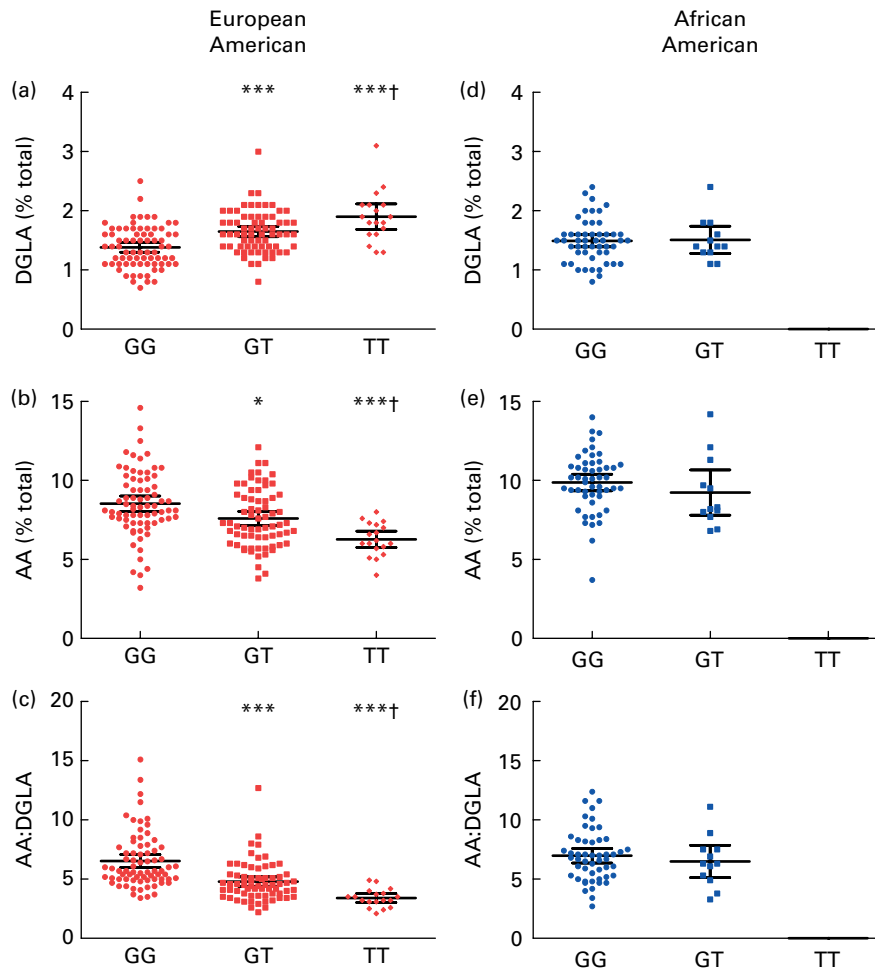 European
American
African
American
(a)
DGLA (% total)
4
3
2
1
0
***
***†
GG
GT
TT
(d)
DGLA (% total)
4
3
2
1
0
GG
GT
TT
(b)
AA (% total)
15
10
5
0
*
***†
GG
GT
TT
(e)
AA (% total)
15
10
5
0
GG
GT
TT
(c)
AA:DGLA
20
15
10
5
0
***
***†
GG
GT
TT
(f)
AA:DGLA
20
15
10
5
0
GG
GT
TT